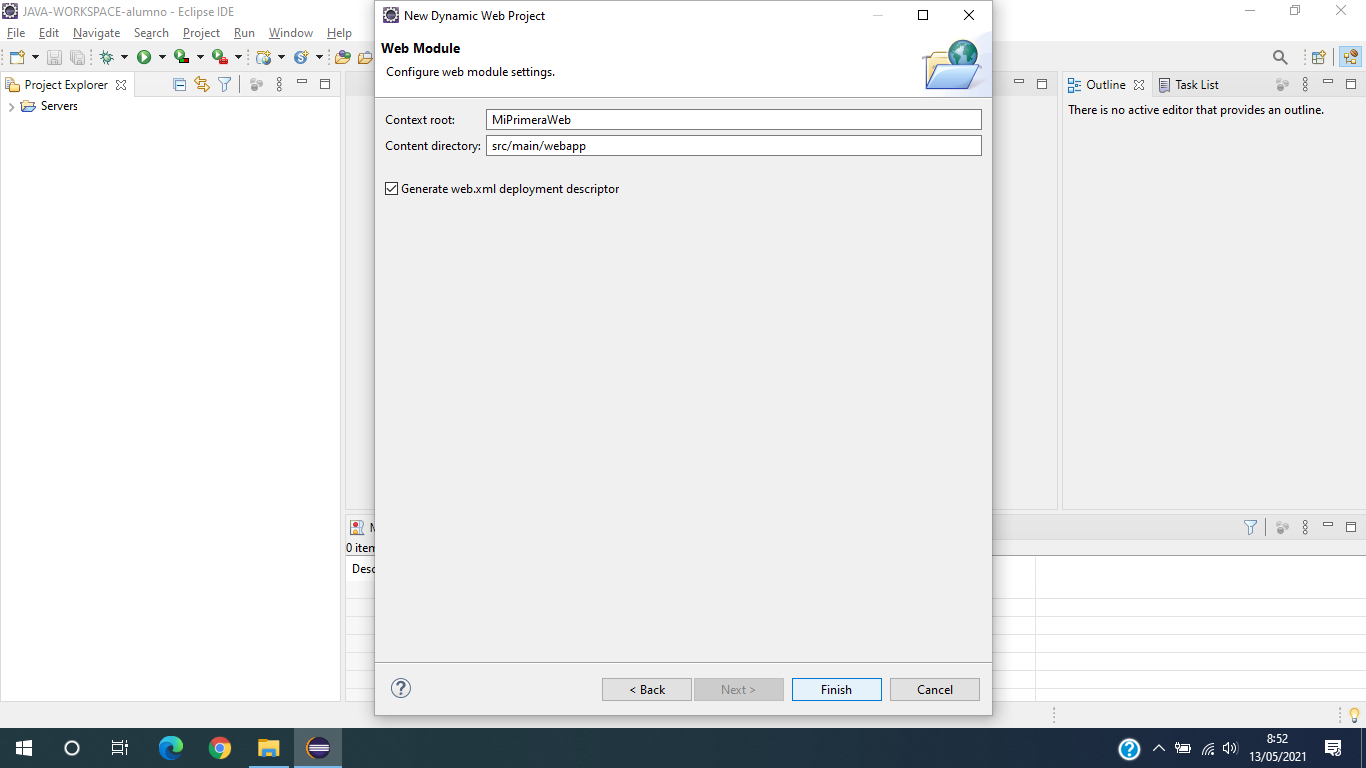 JAVA-WORKSPACE-alumno - Eclipse IDE
File Edit Navigate Search Project Run Window Help
Project Explorer
Servers
New Dynamic Web Project
Web Module
Configure web module settings.
Context root: MiPrimeraWeb
Content directory: src/main/webapp
Generate web.xml deployment descriptor
< Back Next > Finish Cancel
Outline Task List
There is no active editor that provides an outline.
0 item
Desc
8:52
13/05/2021